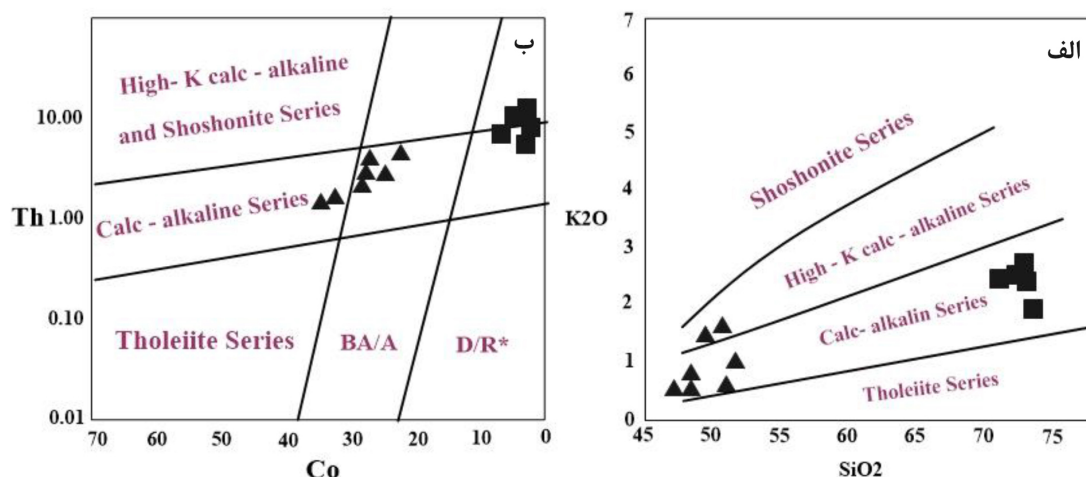 ب
High- K calc - alkaline
and Shoshonite Series
Calc - alkaline Series
Tholeiite Series
BA/A
D/R*
Th
10.00
1.00
0.10
0.01
70
60
50
40
30
20
10
0
Co
الف
Shoshonite Series
High - K calc - alkaline Series
Calc- alkalin Series
Tholeiite Series
K2O
7
6
5
4
3
2
1
0
45
50
55
60
65
70
75
SiO2